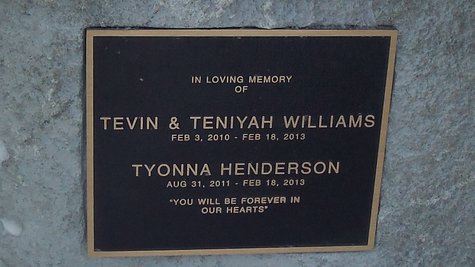 IN LOVING MEMORY
OF
TEVIN & TENIYAH WILLIAMS
FEB 3, 2010 - FEB 18, 2013
TYONNA HENDERSON
AUG 31, 2011 - FEB 18, 2013
"YOU WILL BE FOREVER IN
OUR HEARTS"